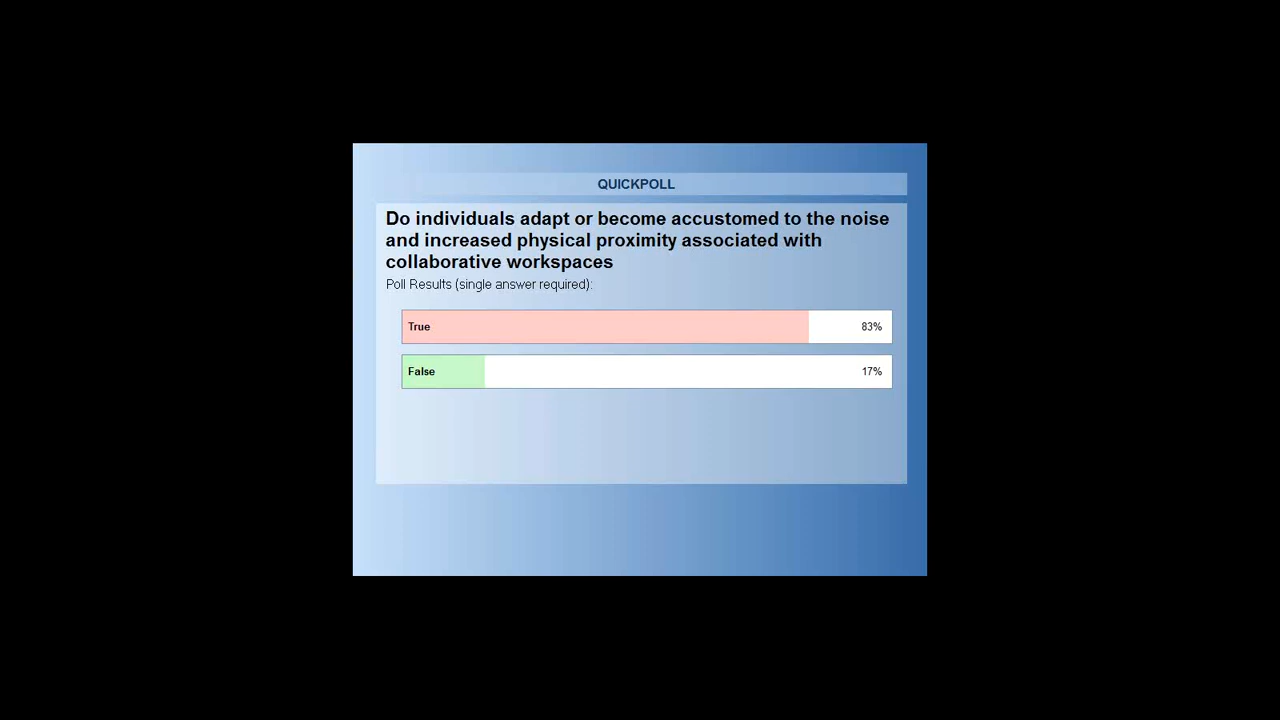 QUICKPOLL
Do individuals adapt or become accustomed to the noise
and increased physical proximity associated with
collaborative workspaces
Poll Results (single answer required):
True 83%
False 17%